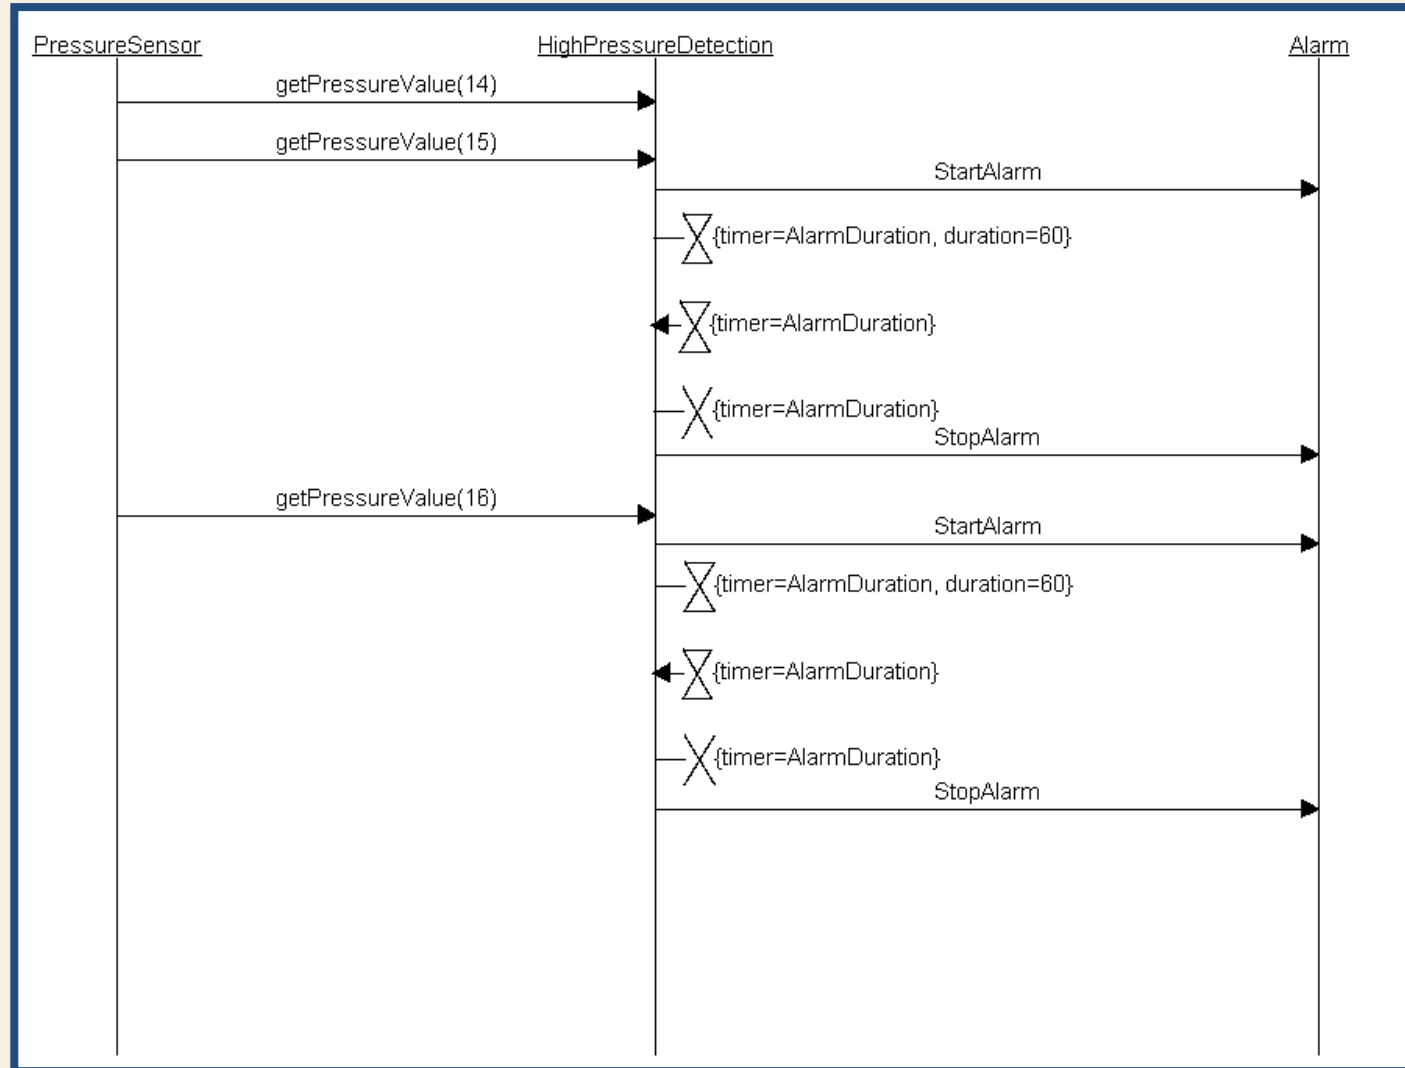 PressureSensor HighPressureDetection Alarm
getPressureValue(14)
getPressureValue(15)
StartAlarm
{timer=AlarmDuration, duration=60}
{timer=AlarmDuration}
{timer=AlarmDuration}
StopAlarm
getPressureValue(16)
StartAlarm
{timer=AlarmDuration, duration=60}
{timer=AlarmDuration}
{timer=AlarmDuration}
StopAlarm